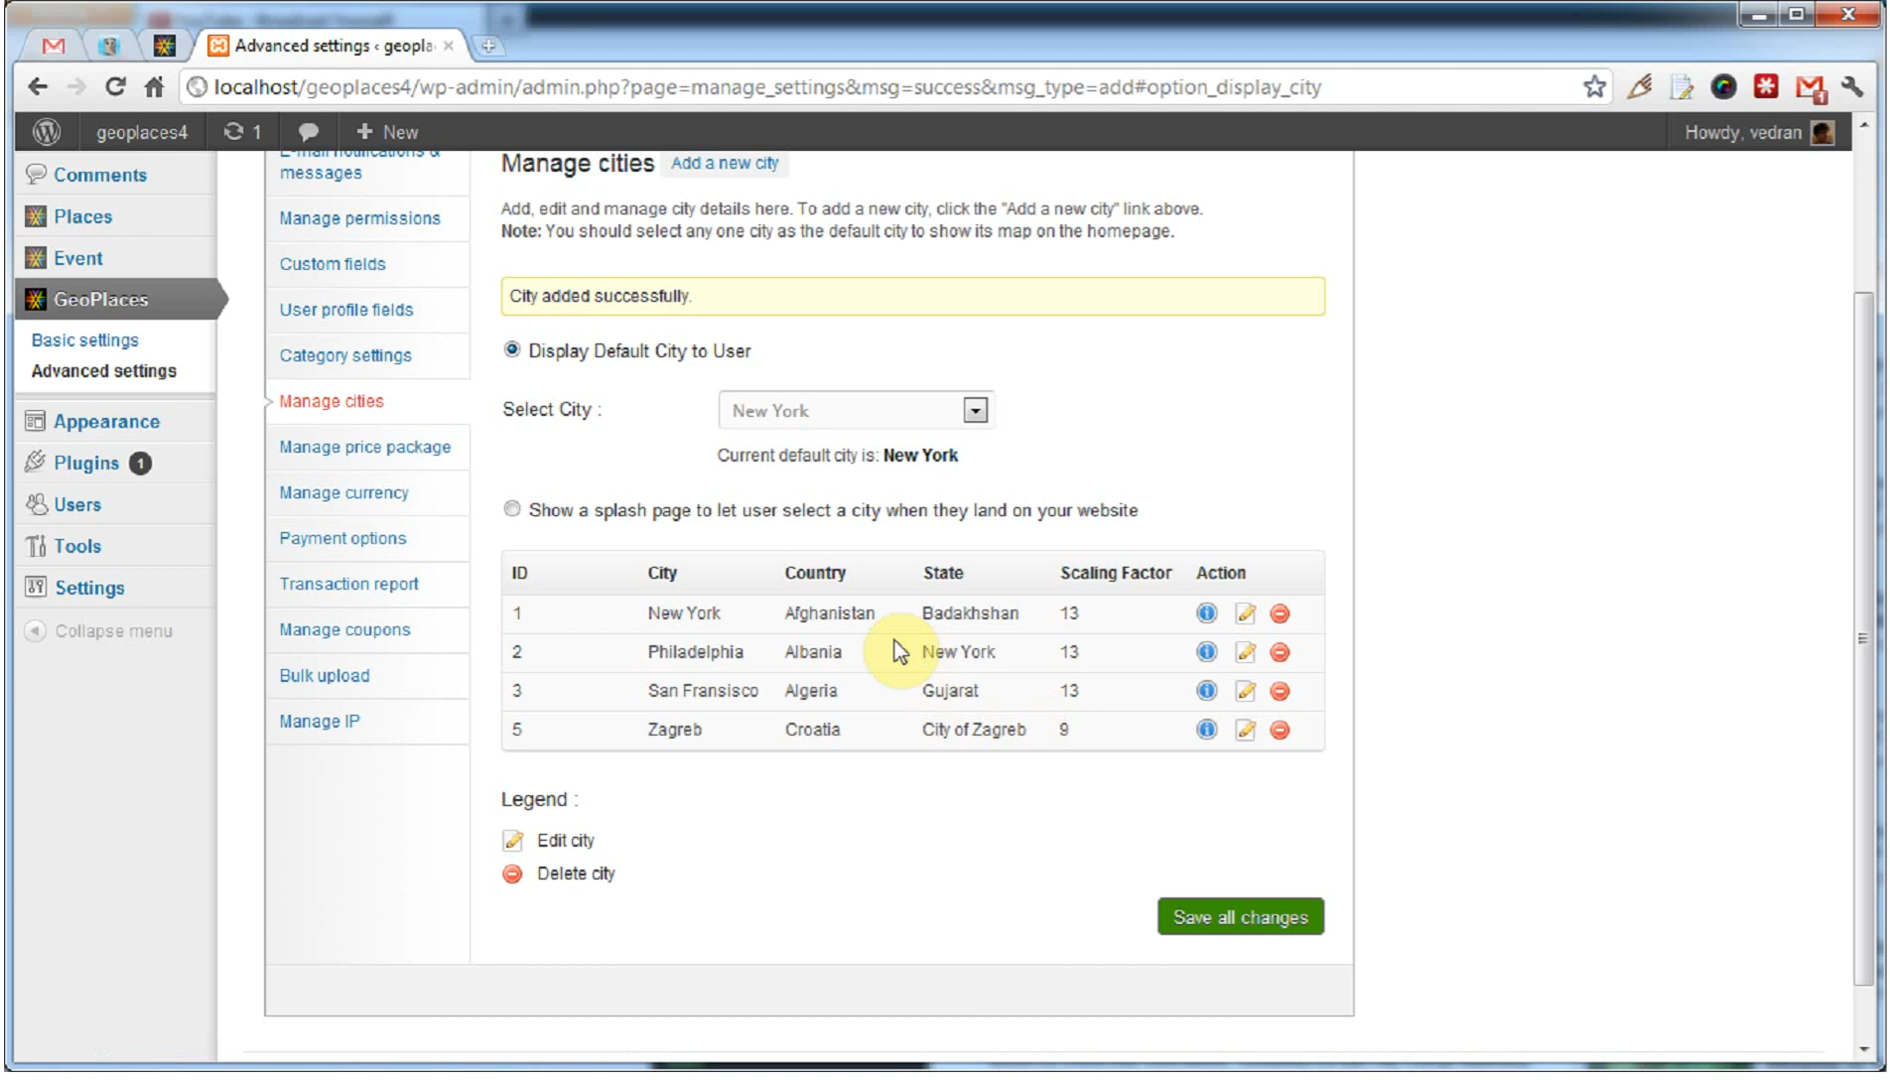 Advanced settings ‹ geopla
localhost/geoplaces4/wp-admin/admin.php?page=manage_settings&msg=success&msg_type=add#option_display_city
1
geoplaces4
1
New
Howdy, vedran
Comments
Places
Event
GeoPlaces
Basic settings
Advanced settings
Appearance
Plugins 1
Users
Tools
Settings
Collapse menu
E-mail notifications &
messages
Manage permissions
Custom fields
User profile fields
Category settings
Manage cities
Manage price package
Manage currency
Payment options
Transaction report
Manage coupons
Bulk upload
Manage IP
Manage cities Add a new city
Add, edit and manage city details here. To add a new city, click the "Add a new city" link above.
Note: You should select any one city as the default city to show its map on the homepage.
City added successfully.
Display Default City to User
Select City : New York
Current default city is: New York
Show a splash page to let user select a city when they land on your website
ID City Country State Scaling Factor Action
1 New York Afghanistan Badakhshan 13
2 Philadelphia Albania New York 13
3 San Fransisco Algeria Gujarat 13
5 Zagreb Croatia City of Zagreb 9
Legend :
Edit city
Delete city
Save all changes